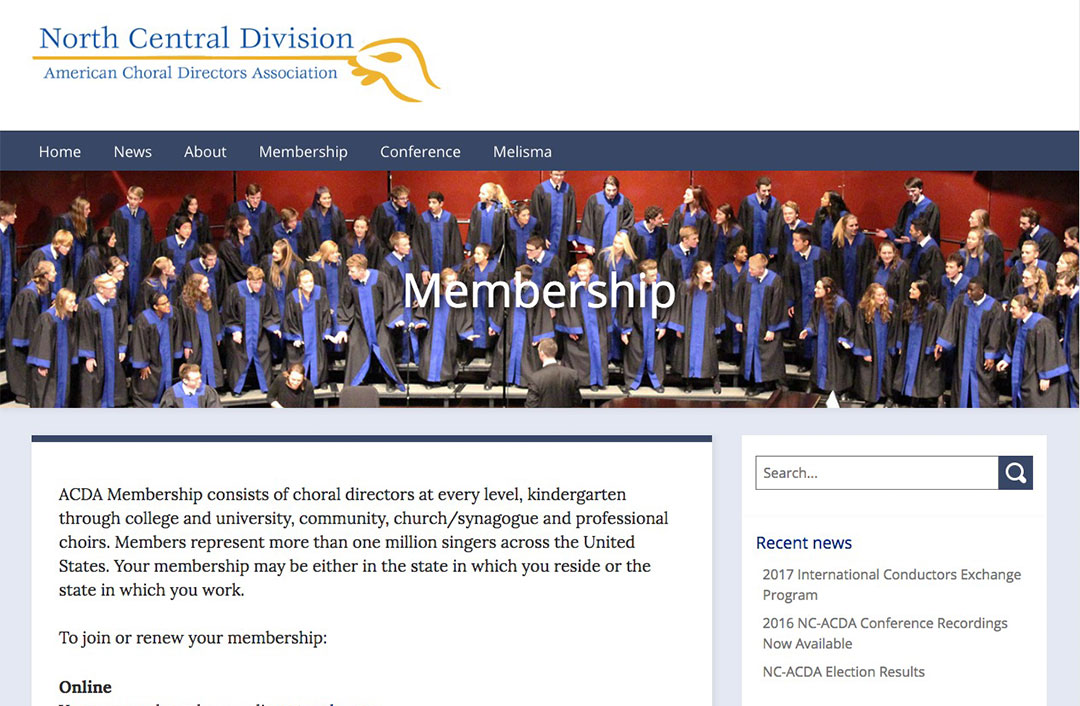 North Central Division
American Choral Directors Association
Home News About Membership Conference Melisma
Membership
ACDA Membership consists of choral directors at every level, kindergarten
through college and university, community, church/synagogue and professional
choirs. Members represent more than one million singers across the United
States. Your membership may be either in the state in which you reside or the
state in which you work.
To join or renew your membership:
Online
Search...
Recent news
2017 International Conductors Exchange
Program
2016 NC-ACDA Conference Recordings
Now Available
NC-ACDA Election Results